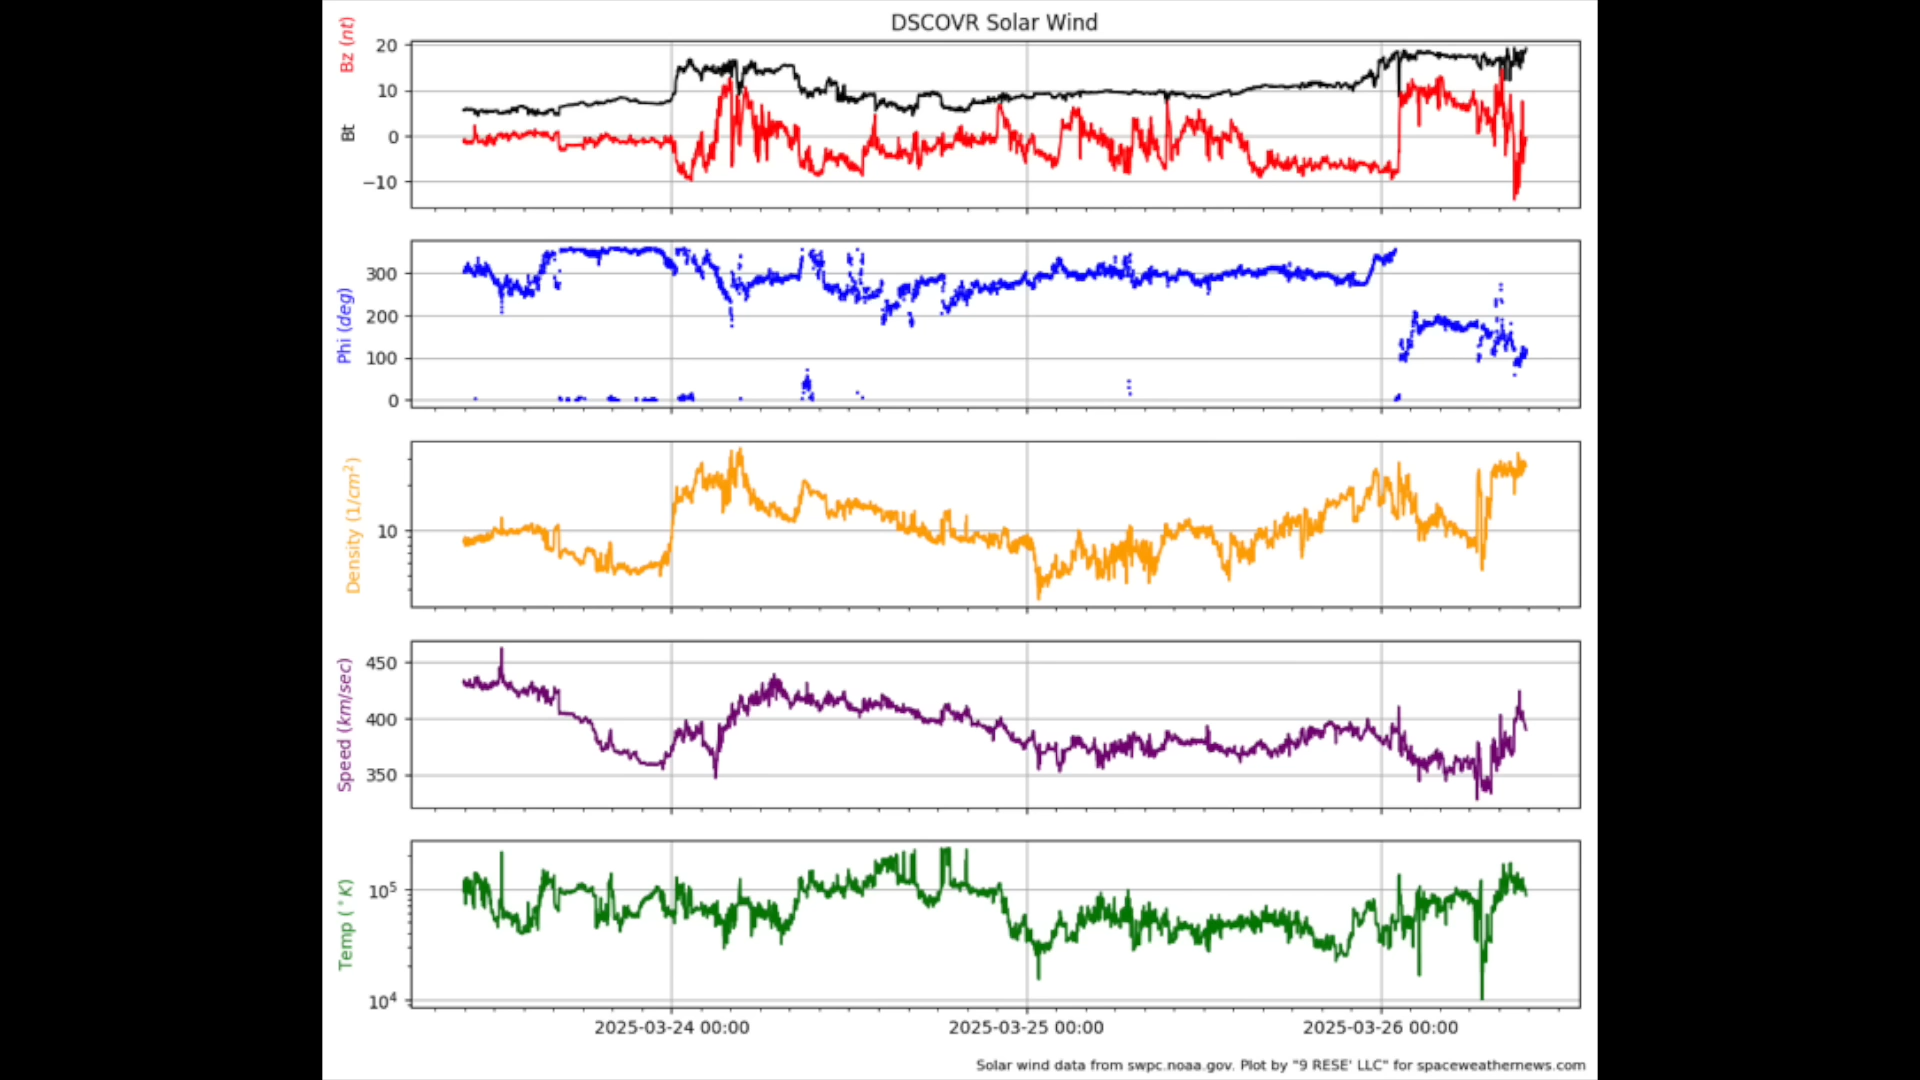 DSCOVR Solar Wind
Bz (nt)
Bt
20
10
0
−10
Phi (deg)
300
200
100
0
Density (1/cm²)
10
Speed (km/sec)
450
400
350
Temp (°K)
10⁵
10⁴
2025-03-24 00:00 2025-03-25 00:00 2025-03-26 00:00
Solar wind data from swpc.noaa.gov. Plot by "9 RESE' LLC" for spaceweathernews.com